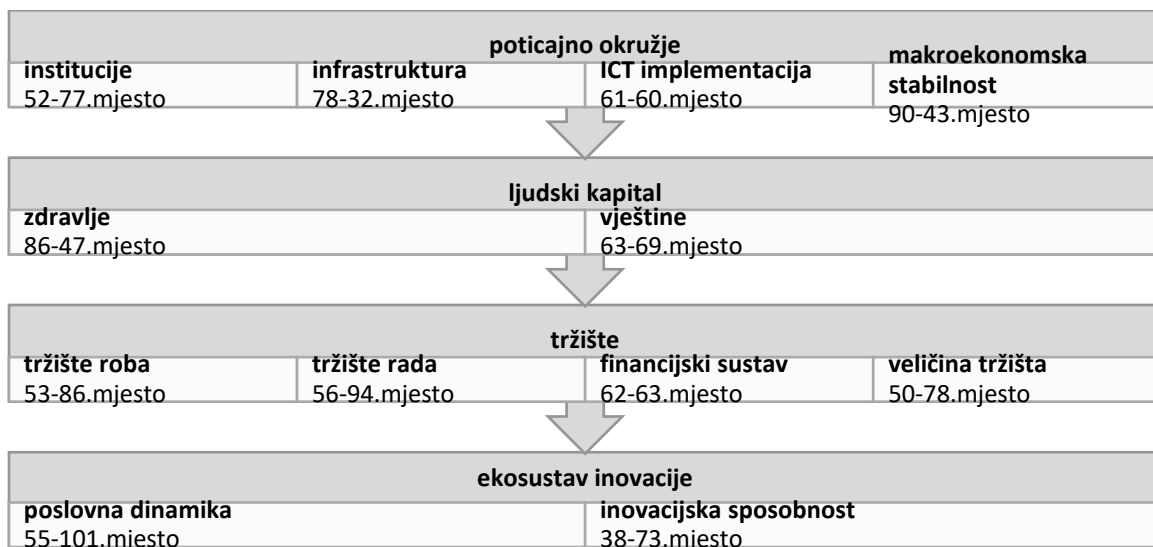 poticajno okružje
institucije
52-77.mjesto
infrastruktura
78-32.mjesto
ICT implementacija
61-60.mjesto
makroekonomska
stabilnost
90-43.mjesto
ljudski kapital
zdravlje
86-47.mjesto
vještine
63-69.mjesto
tržište
tržište roba
53-86.mjesto
tržište rada
56-94.mjesto
financijski sustav
62-63.mjesto
veličina tržišta
50-78.mjesto
ekosustav inovacije
poslovna dinamika
55-101.mjesto
inovacijska sposobnost
38-73.mjesto